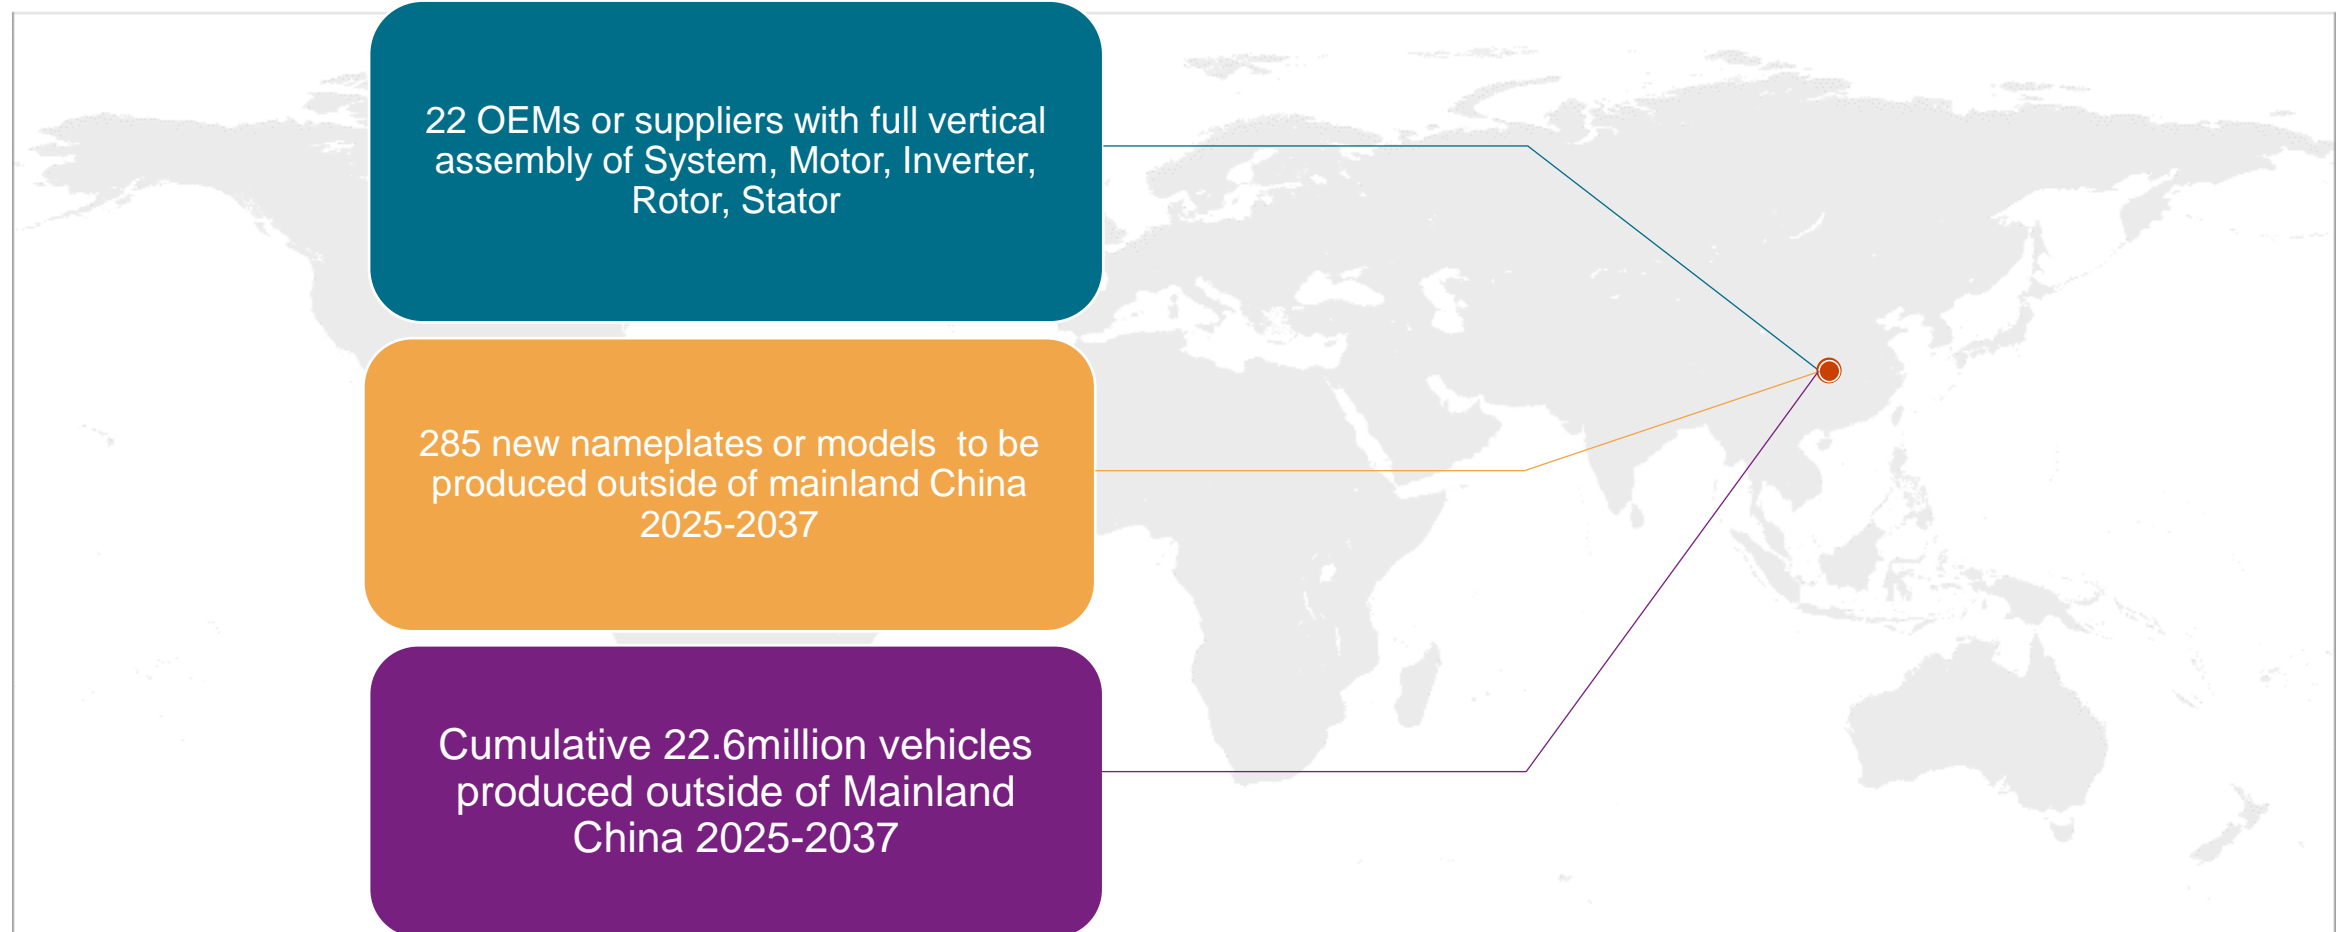 22 OEMs or suppliers with full vertical
assembly of System, Motor, Inverter,
Rotor, Stator
285 new nameplates or models  to be
produced outside of mainland China
2025-2037
Cumulative 22.6million vehicles
produced outside of Mainland
China 2025-2037